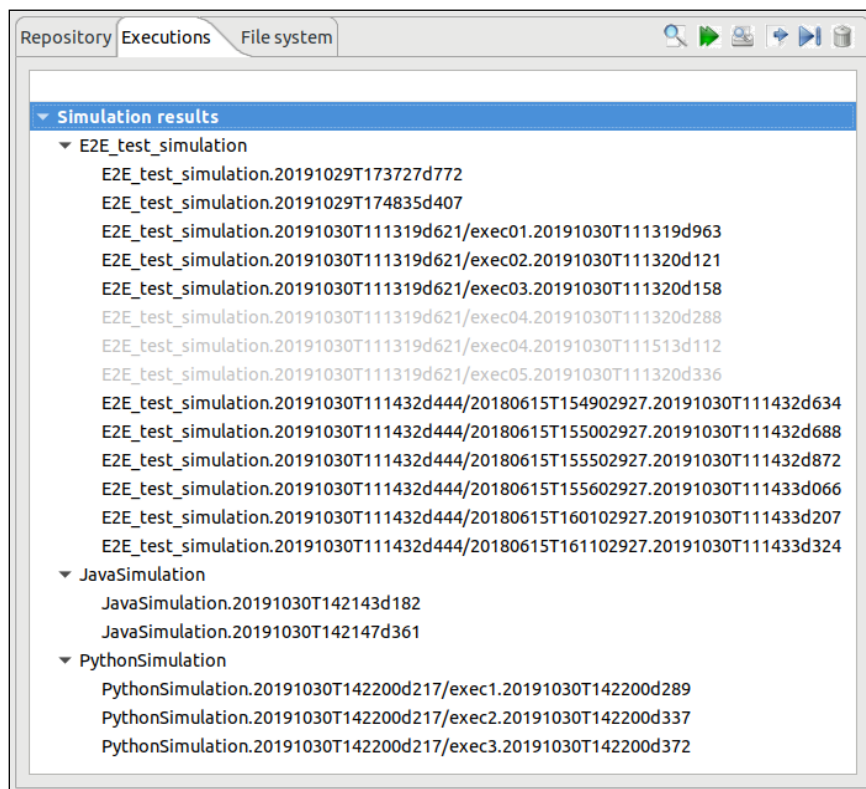 Repository Executions File system
Simulation results
E2E_test_simulation
E2E_test_simulation.20191029T173727d772
E2E_test_simulation.20191029T174835d407
E2E_test_simulation.20191030T111319d621/exec01.20191030T111319d963
E2E_test_simulation.20191030T111319d621/exec02.20191030T111320d121
E2E_test_simulation.20191030T111319d621/exec03.20191030T111320d158
E2E_test_simulation.20191030T111319d621/exec04.20191030T111320d288
E2E_test_simulation.20191030T111319d621/exec04.20191030T111513d112
E2E_test_simulation.20191030T111319d621/exec05.20191030T111320d336
E2E_test_simulation.20191030T111432d444/20180615T154902927.20191030T111432d634
E2E_test_simulation.20191030T111432d444/20180615T155002927.20191030T111432d688
E2E_test_simulation.20191030T111432d444/20180615T155502927.20191030T111432d872
E2E_test_simulation.20191030T111432d444/20180615T155602927.20191030T111433d066
E2E_test_simulation.20191030T111432d444/20180615T160102927.20191030T111433d207
E2E_test_simulation.20191030T111432d444/20180615T161102927.20191030T111433d324
JavaSimulation
JavaSimulation.20191030T142143d182
JavaSimulation.20191030T142147d361
PythonSimulation
PythonSimulation.20191030T142200d217/exec1.20191030T142200d289
PythonSimulation.20191030T142200d217/exec2.20191030T142200d337
PythonSimulation.20191030T142200d217/exec3.20191030T142200d372